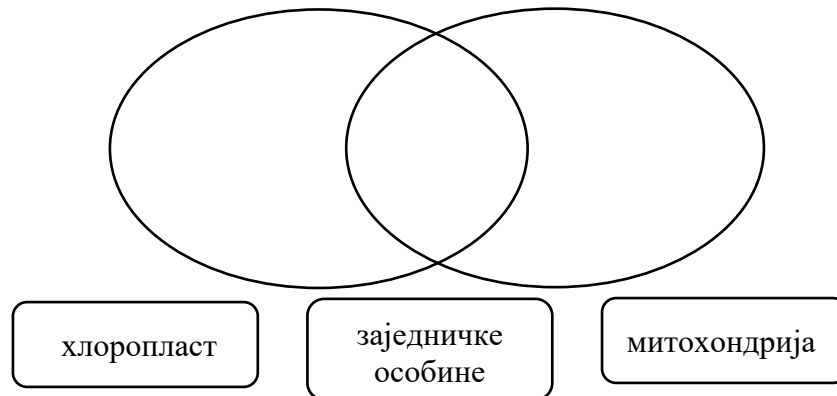 хлоропласт
заједничке
особине
митохондрија